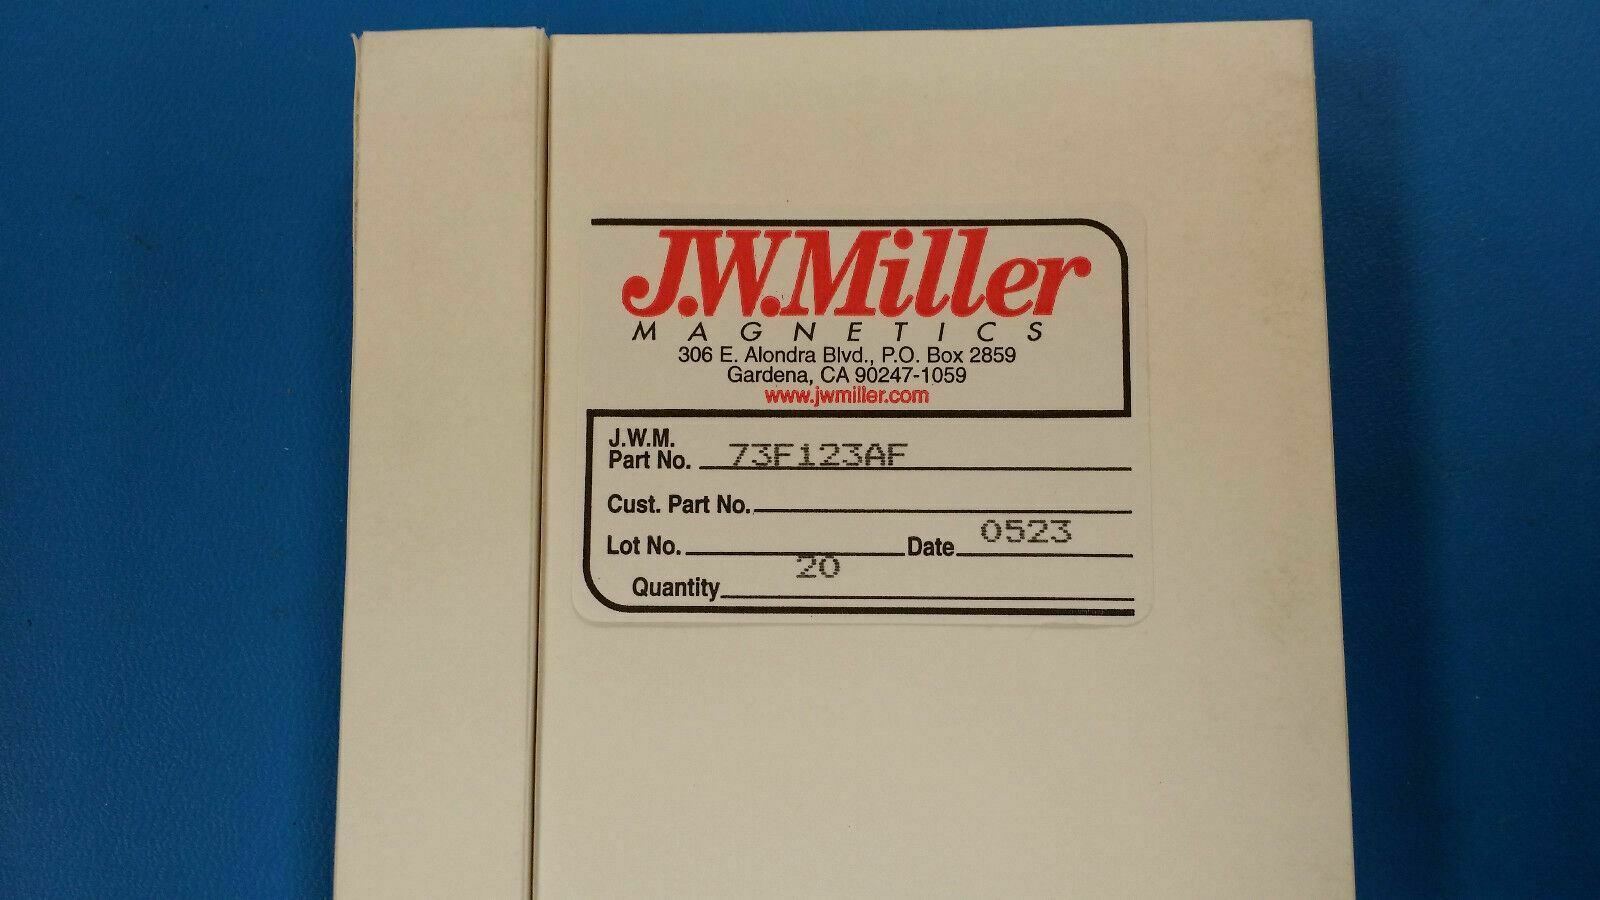 J.W.Miller
MAGNETICS
306 E. Alondra Blvd., P.O. Box 2859
Gardena, CA 90247-1059
www.jwmiller.com
J.W.M.
Part No. 73F123AF
Cust. Part No.
Lot No. Date 0523
Quantity 20